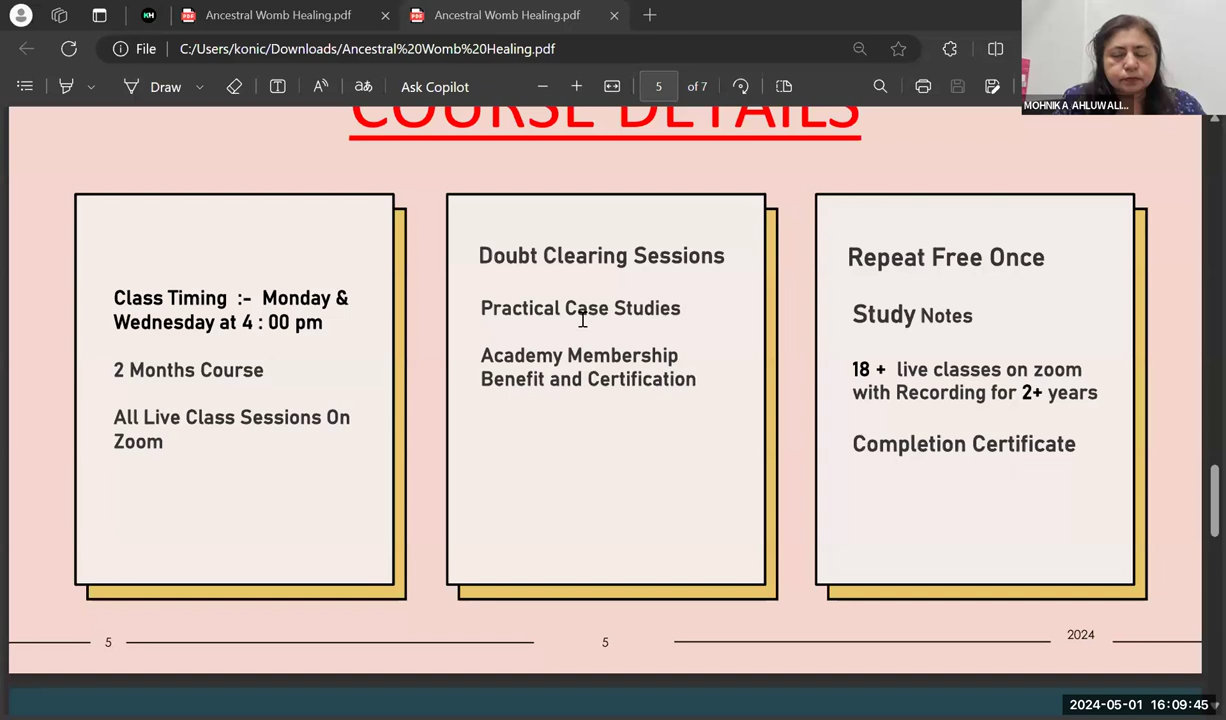 Ancestral Womb Healing.pdf
Ancestral Womb Healing.pdf
KH
File
C:/Users/konic/Downloads/Ancestral%20Womb%20Healing.pdf
Draw
Ask Copilot
5 of 7
MOHNIKA AHLUWALI...
COURSE DETAILS
Class Timing :- Monday &
Wednesday at 4 : 00 pm
2 Months Course
All Live Class Sessions On
Zoom
Doubt Clearing Sessions
Practical Case Studies
Academy Membership
Benefit and Certification
Repeat Free Once
Study Notes
18 + live classes on zoom
with Recording for 2+ years
Completion Certificate
5
5
2024
2024-05-01 16:09:45